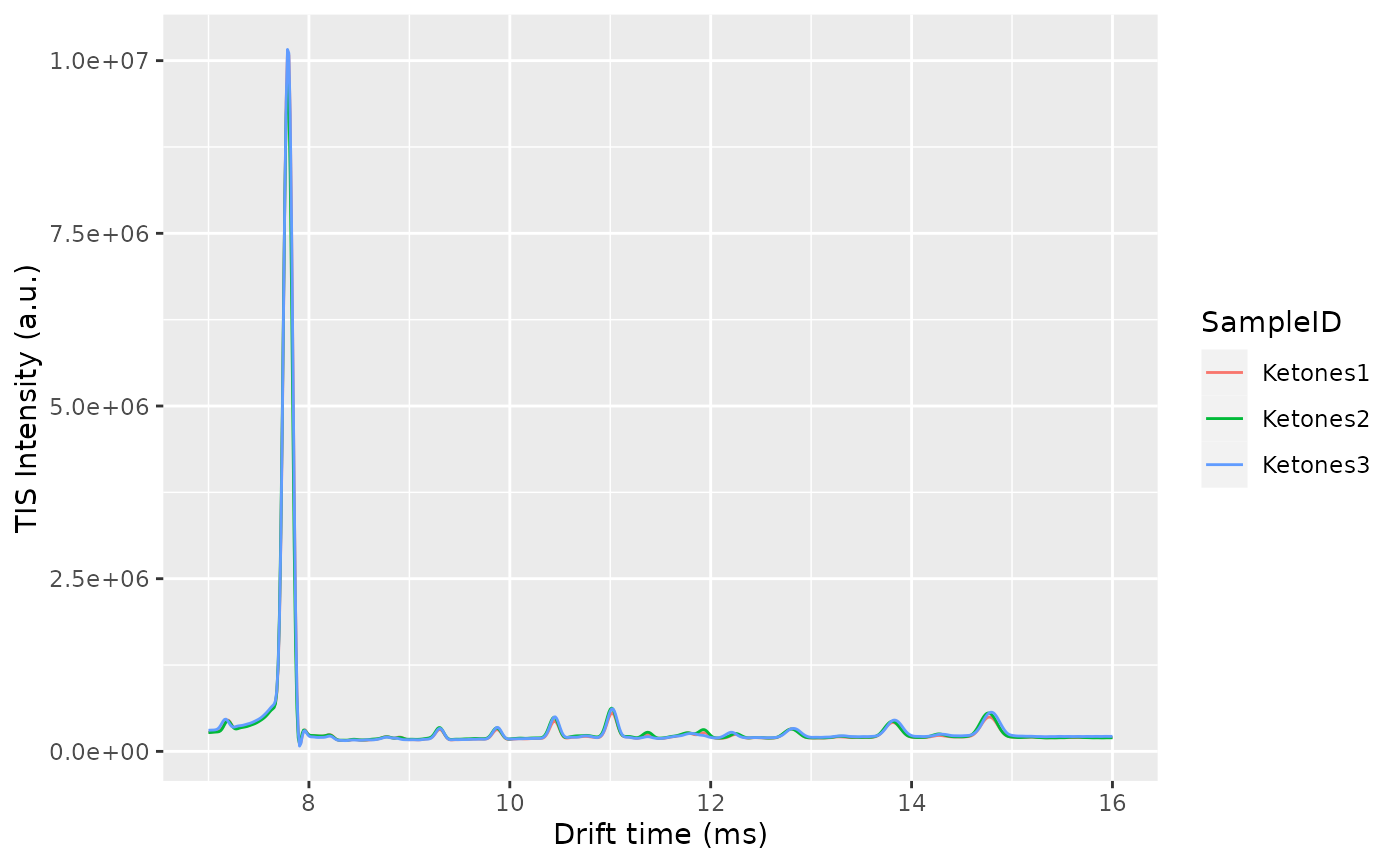 1.0e+07
7.5e+06
5.0e+06
2.5e+06
0.0e+00
TIS Intensity (a.u.)
8 10 12 14 16
Drift time (ms)
SampleID
Ketones1
Ketones2
Ketones3